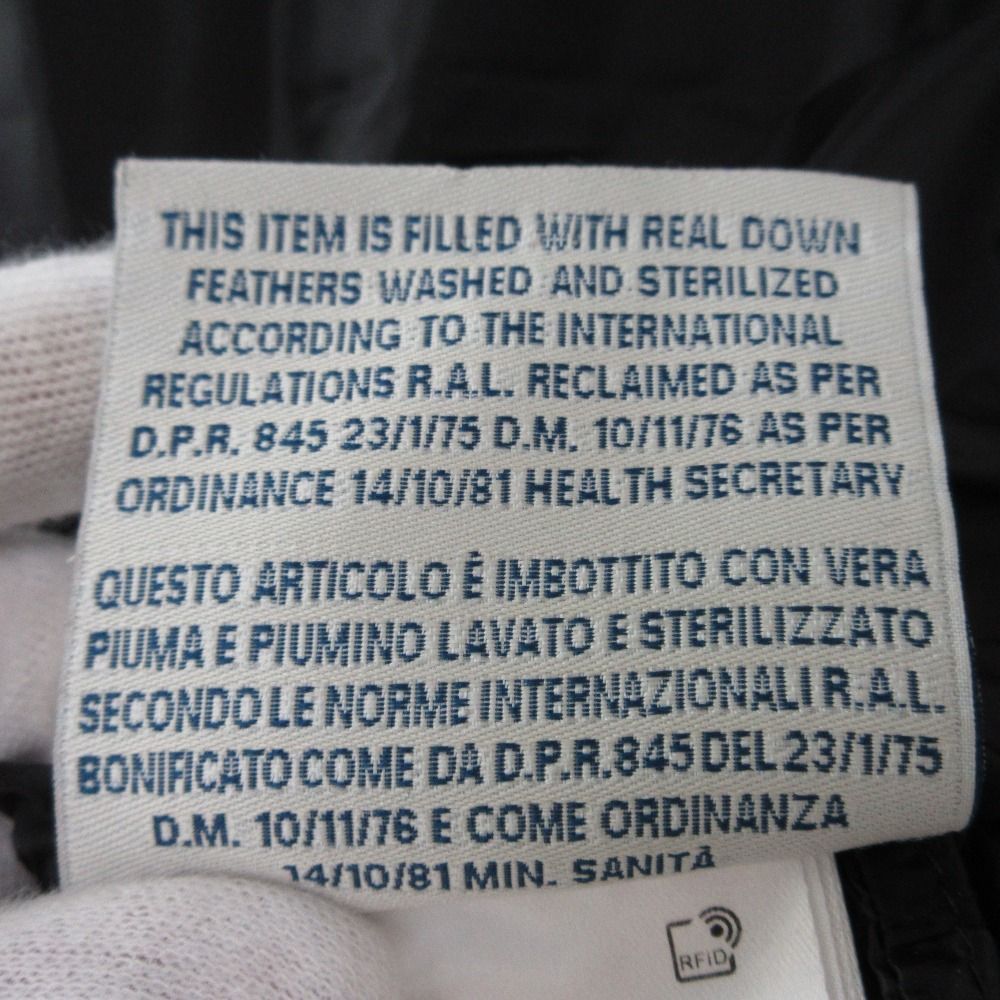 THIS ITEM IS FILLED WITH REAL DOWN
FEATHERS WASHED AND STERILIZED
ACCORDING TO THE INTERNATIONAL
REGULATIONS R.A.L. RECLAIMED AS PER
D.P.R. 845 23/1/75 D.M. 10/11/76 AS PER
ORDINANCE 14/10/81 HEALTH SECRETARY
QUESTO ARTICOLO È IMBOTTITO CON VERA
PIUMA E PIUMINO LAVATO E STERILIZZATO
SECONDO LE NORME INTERNAZIONALI R.A.L.
BONIFICATO COME DA D.P.R. 845 DEL 23/1/75
D.M. 10/11/76 E COME ORDINANZA
14/10/81 MIN. SANITÀ
RFiD